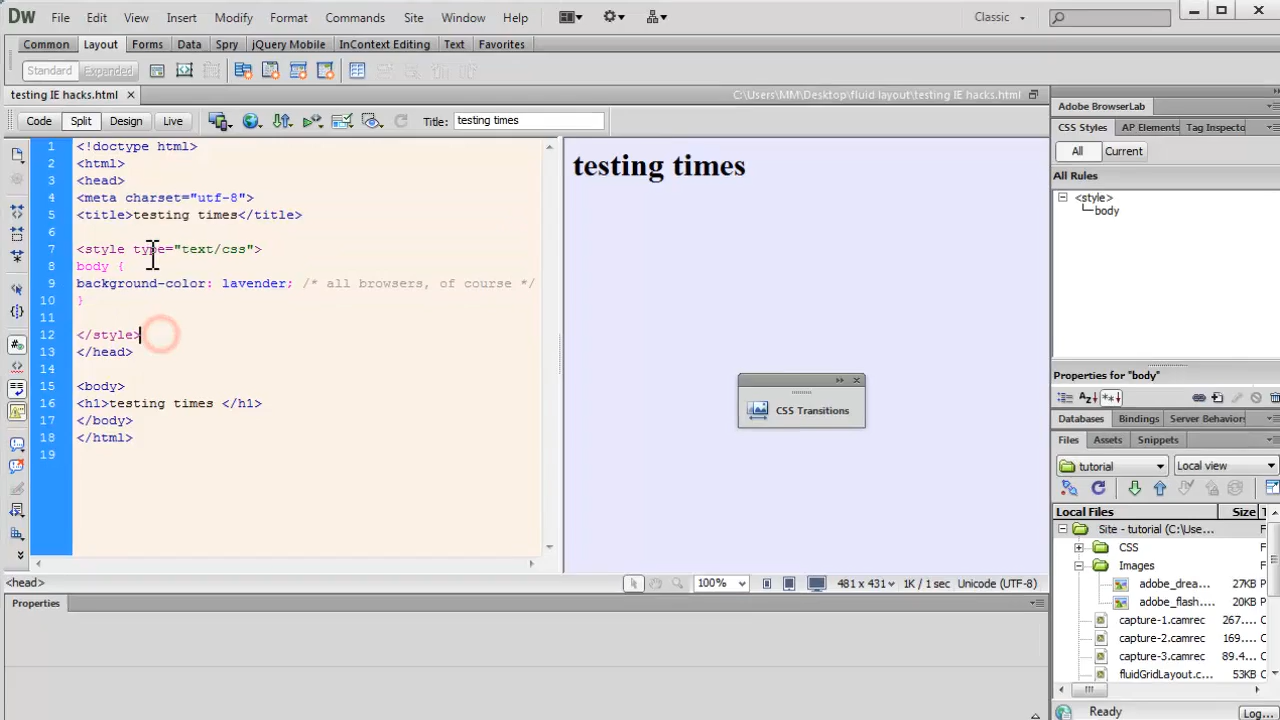 Dw File Edit View Insert Modify Format Commands Site Window Help Classic
Common Layout Forms Data Spry jQuery Mobile InContext Editing Text Favorites
Standard Expanded
testing IE hacks.html C:\Users\MM\Desktop\fluid layout\testing IE hacks.html
Code Split Design Live Title: testing times
1 <!doctype html>
2 <html>
3 <head>
4 <meta charset="utf-8">
5 <title>testing times</title>
6
7 <style type="text/css">
8 body {
9 background-color: lavender; /* all browsers, of course */
10 }
11
12 </style>
13 </head>
14
15 <body>
16 <h1>testing times </h1>
17 </body>
18 </html>
19
testing times
CSS Transitions
<head> 100% 481 x 431 1K / 1 sec Unicode (UTF-8)
Properties
Adobe BrowserLab
CSS Styles AP Elements Tag Inspecto
All Current
All Rules
<style>
body
Properties for "body"
Databases Bindings Server Behavior
Files Assets Snippets
tutorial Local view
Local Files Size T
Site - tutorial (C:\Use... F
CSS F
Images F
adobe_drea... 27KB P
adobe_flash.... 20KB P
capture-1.camrec 267.... C
capture-2.camrec 169.... C
capture-3.camrec 89.4... C
fluidGridLayout.c... 53KB C
Ready Log...